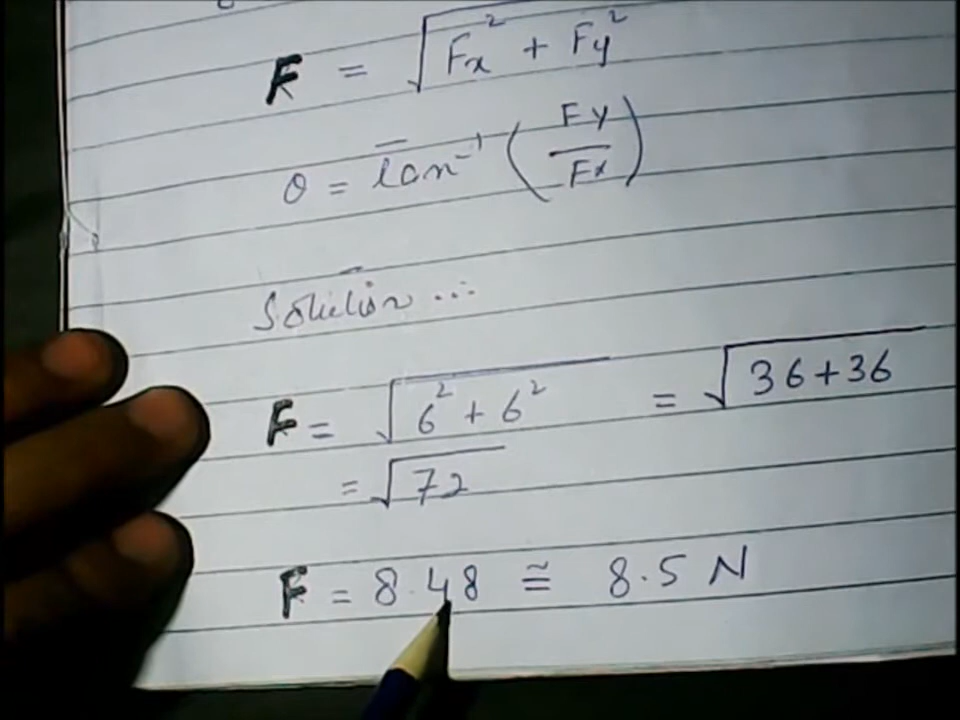 F = √(Fx² + Fy²)
θ = tan⁻¹ (Fy/Fx)
Solution...
F = √(6² + 6²) = √(36+36)
= √72
F = 8.48 ≅ 8.5 N